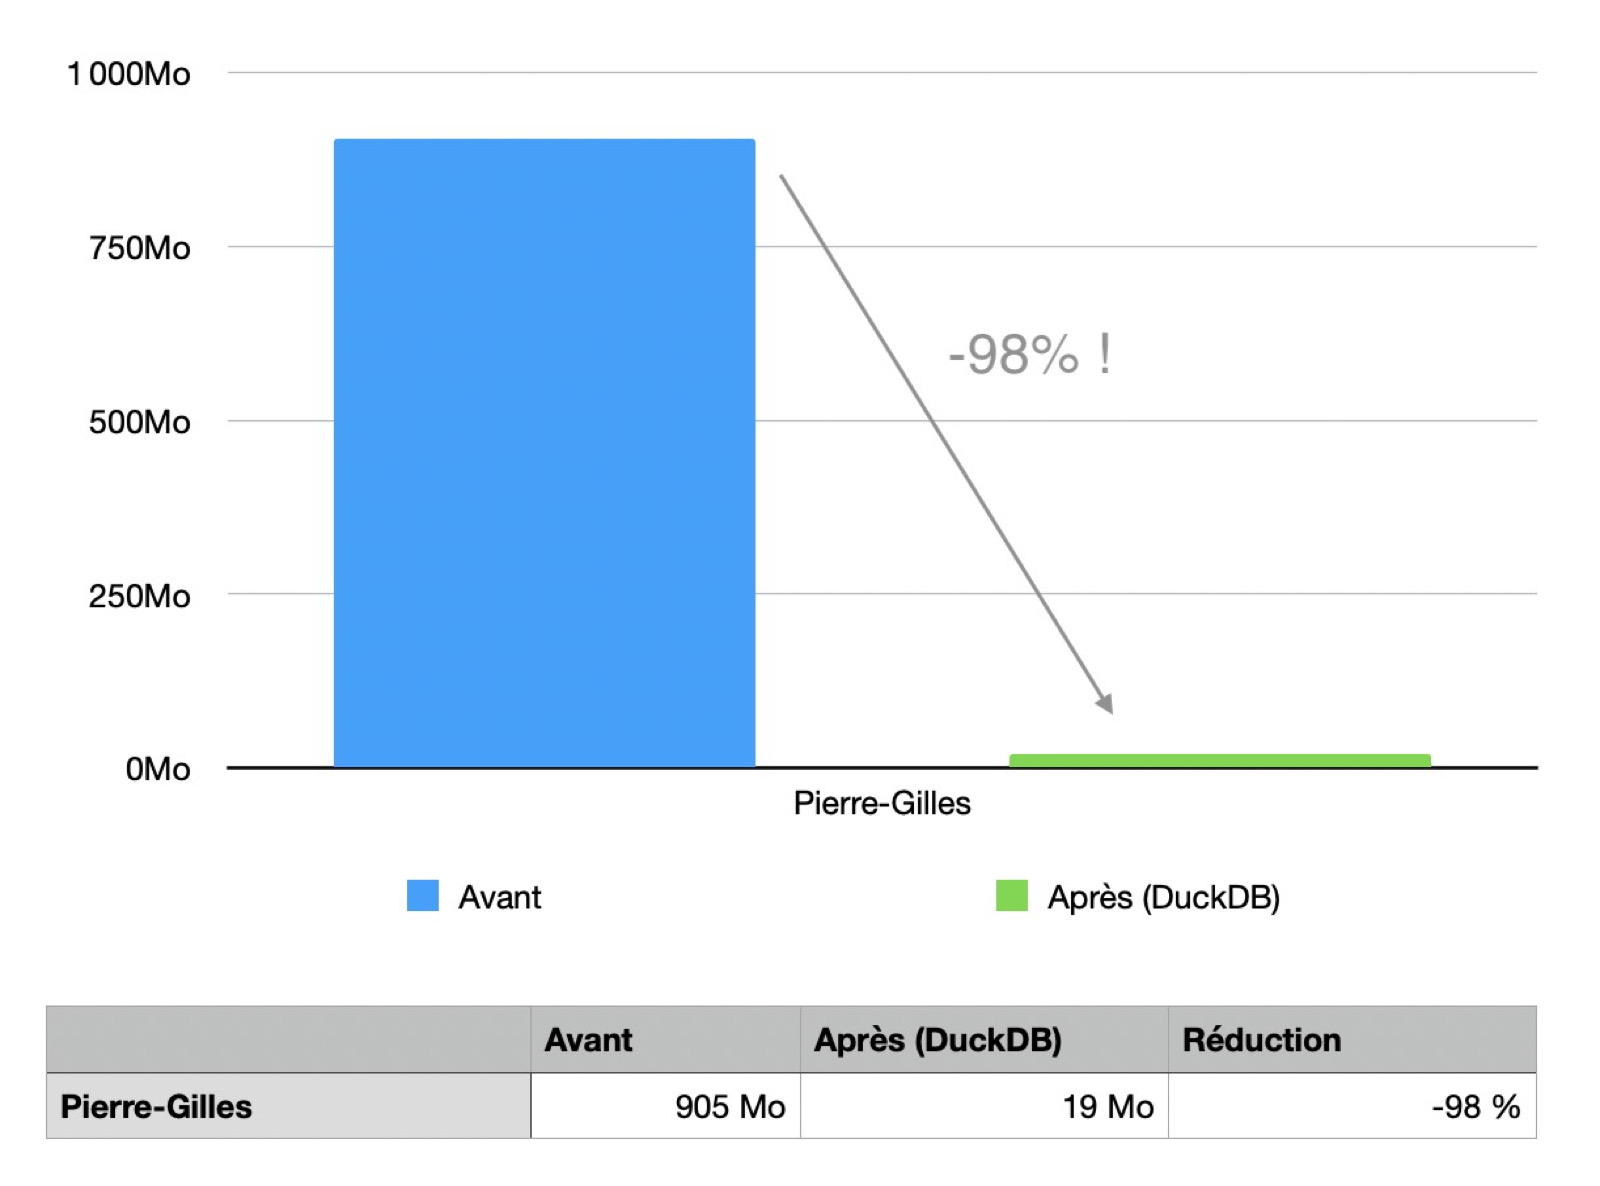 1 000Mo
750Mo
-98% !
500Mo
250Mo
0Mo
Pierre-Gilles
Avant
Après (DuckDB)
Avant Après (DuckDB) Réduction
Pierre-Gilles 905 Mo 19 Mo -98 %